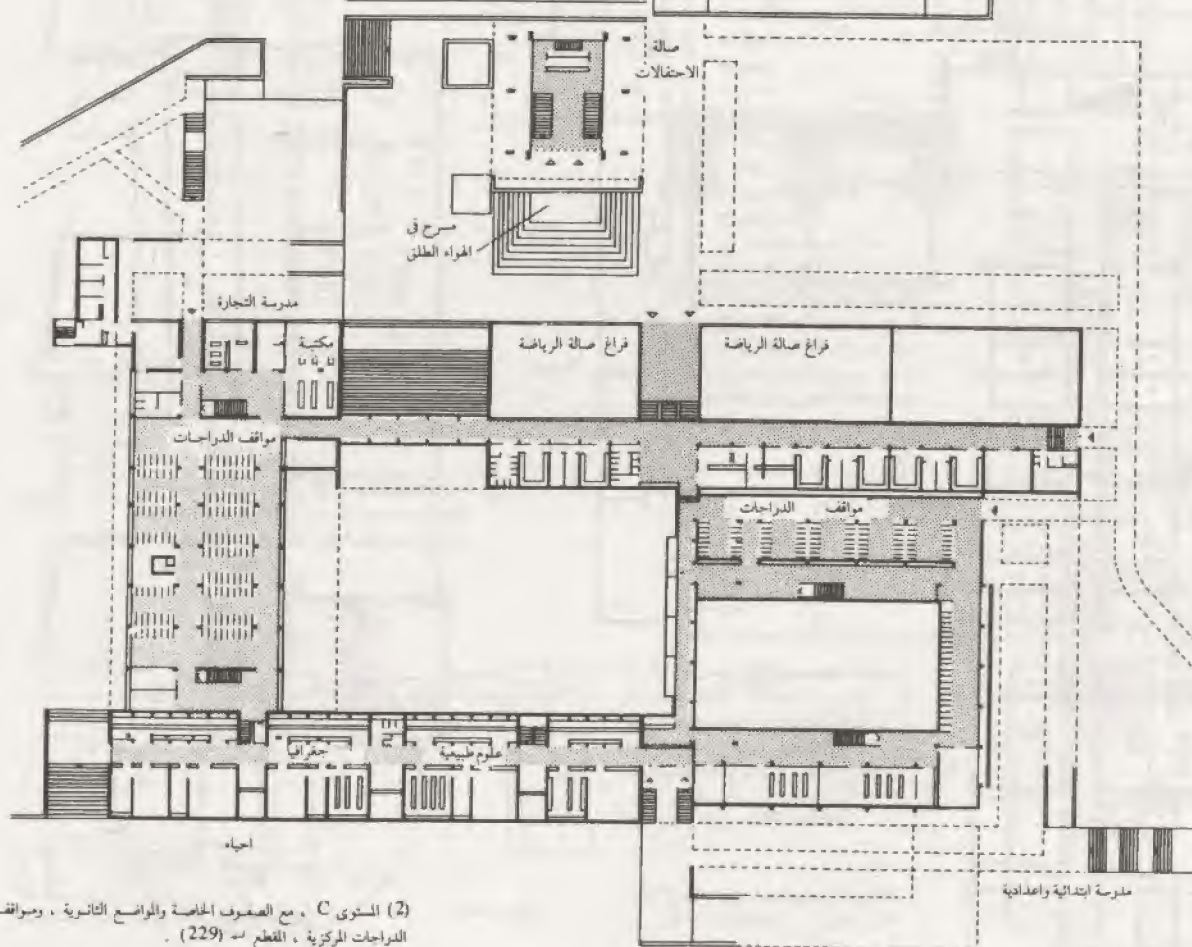 صالة
الاحتفالات
مسرح في
الهواء الطلق
مدرسة التجارة
مكتبة
فراغ صالة الرياضة
فراغ صالة الرياضة
مواقف الدراجات
مواقف الدراجات
جغرافيا
علوم طبيعية
احياء
مدرسة ابتدائية واعدادية
(2) المستوى C ، مع الصفوف الخاصة والمواضع الثانوية ، ومواقف
الدراجات المركزية ، المقطع ← (229) .